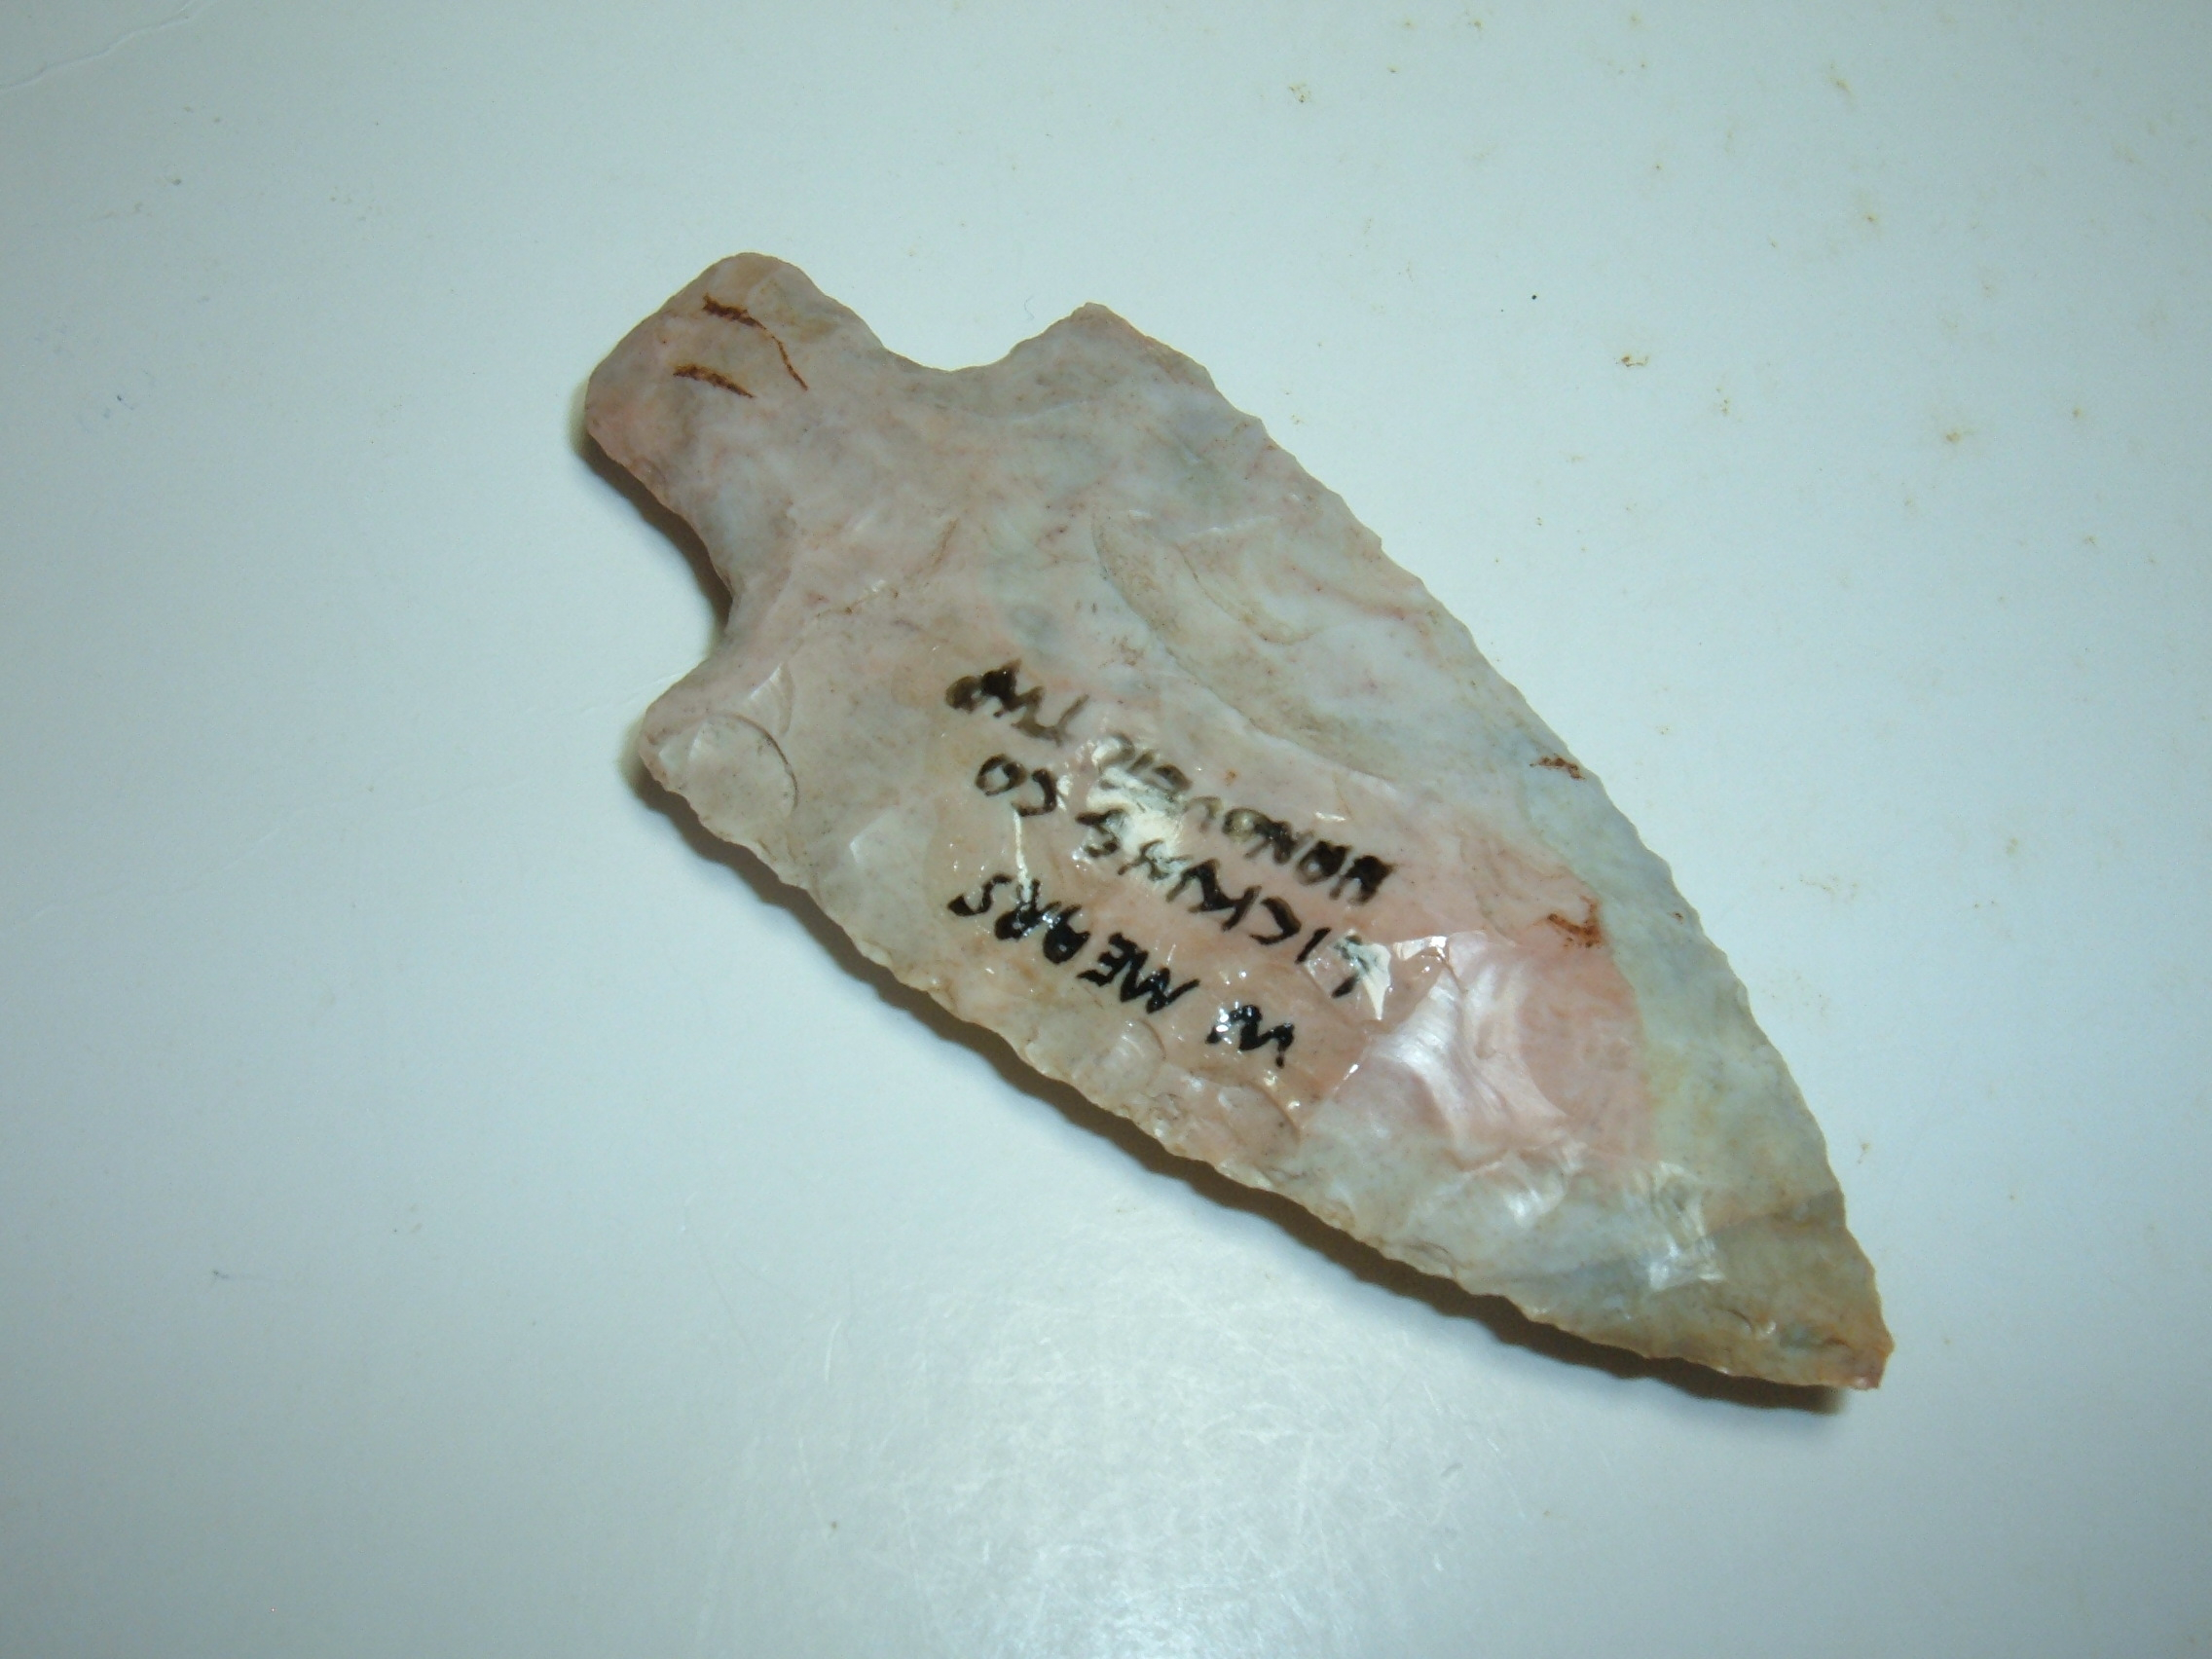 W MEARS
LICKING CO
HANOVER TWP